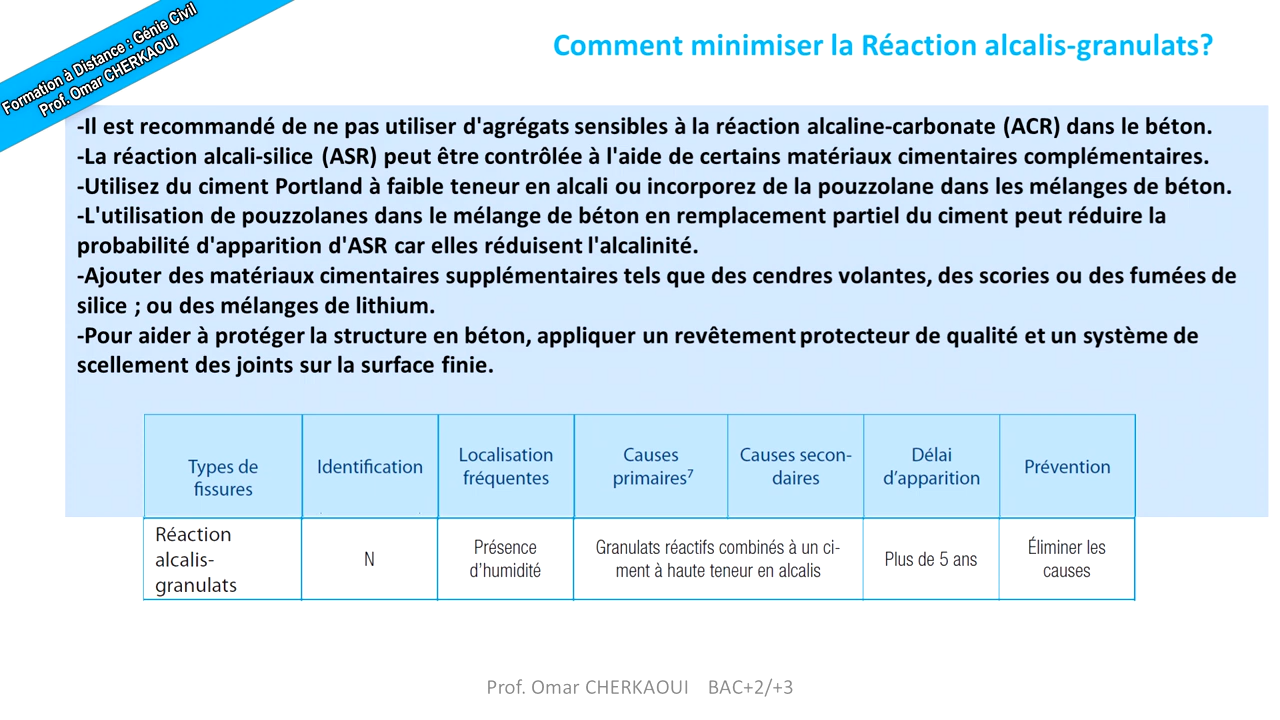 Formation à Distance : Génie Civil
Prof. Omar CHERKAOUI
Comment minimiser la Réaction alcalis-granulats?
-Il est recommandé de ne pas utiliser d'agrégats sensibles à la réaction alcaline-carbonate (ACR) dans le béton.
-La réaction alcali-silice (ASR) peut être contrôlée à l'aide de certains matériaux cimentaires complémentaires.
-Utilisez du ciment Portland à faible teneur en alcali ou incorporez de la pouzzolane dans les mélanges de béton.
-L'utilisation de pouzzolanes dans le mélange de béton en remplacement partiel du ciment peut réduire la
probabilité d'apparition d'ASR car elles réduisent l'alcalinité.
-Ajouter des matériaux cimentaires supplémentaires tels que des cendres volantes, des scories ou des fumées de
silice ; ou des mélanges de lithium.
-Pour aider à protéger la structure en béton, appliquer un revêtement protecteur de qualité et un système de
scellement des joints sur la surface finie.
Types de
fissures
Identification
Localisation
fréquentes
Causes
primaires⁷
Causes secon-
daires
Délai
d'apparition
Prévention
Réaction
alcalis-
granulats
N
Présence
d'humidité
Granulats réactifs combinés à un ci-
ment à haute teneur en alcalis
Plus de 5 ans
Éliminer les
causes
Prof. Omar CHERKAOUI BAC+2/+3